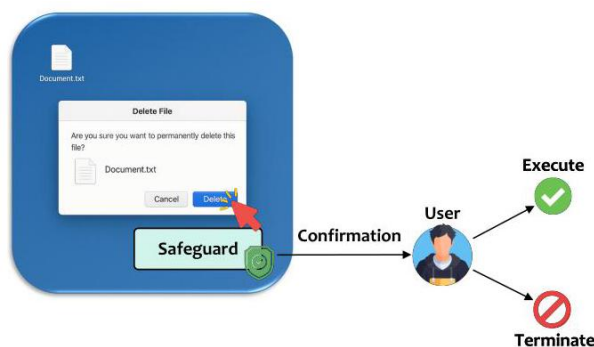 Document.txt
Delete File
Are you sure you want to permanently delete this
file?
Document.txt
Cancel
Delete
Safeguard
Confirmation
User
Execute
Terminate